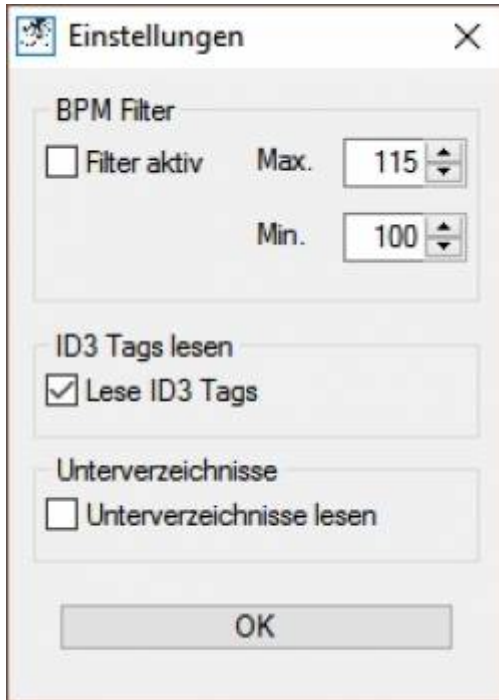 Einstellungen
BPM Filter
Filter aktiv Max. 115
Min. 100
ID3 Tags lesen
Lese ID3 Tags
Unterverzeichnisse
Unterverzeichnisse lesen
OK